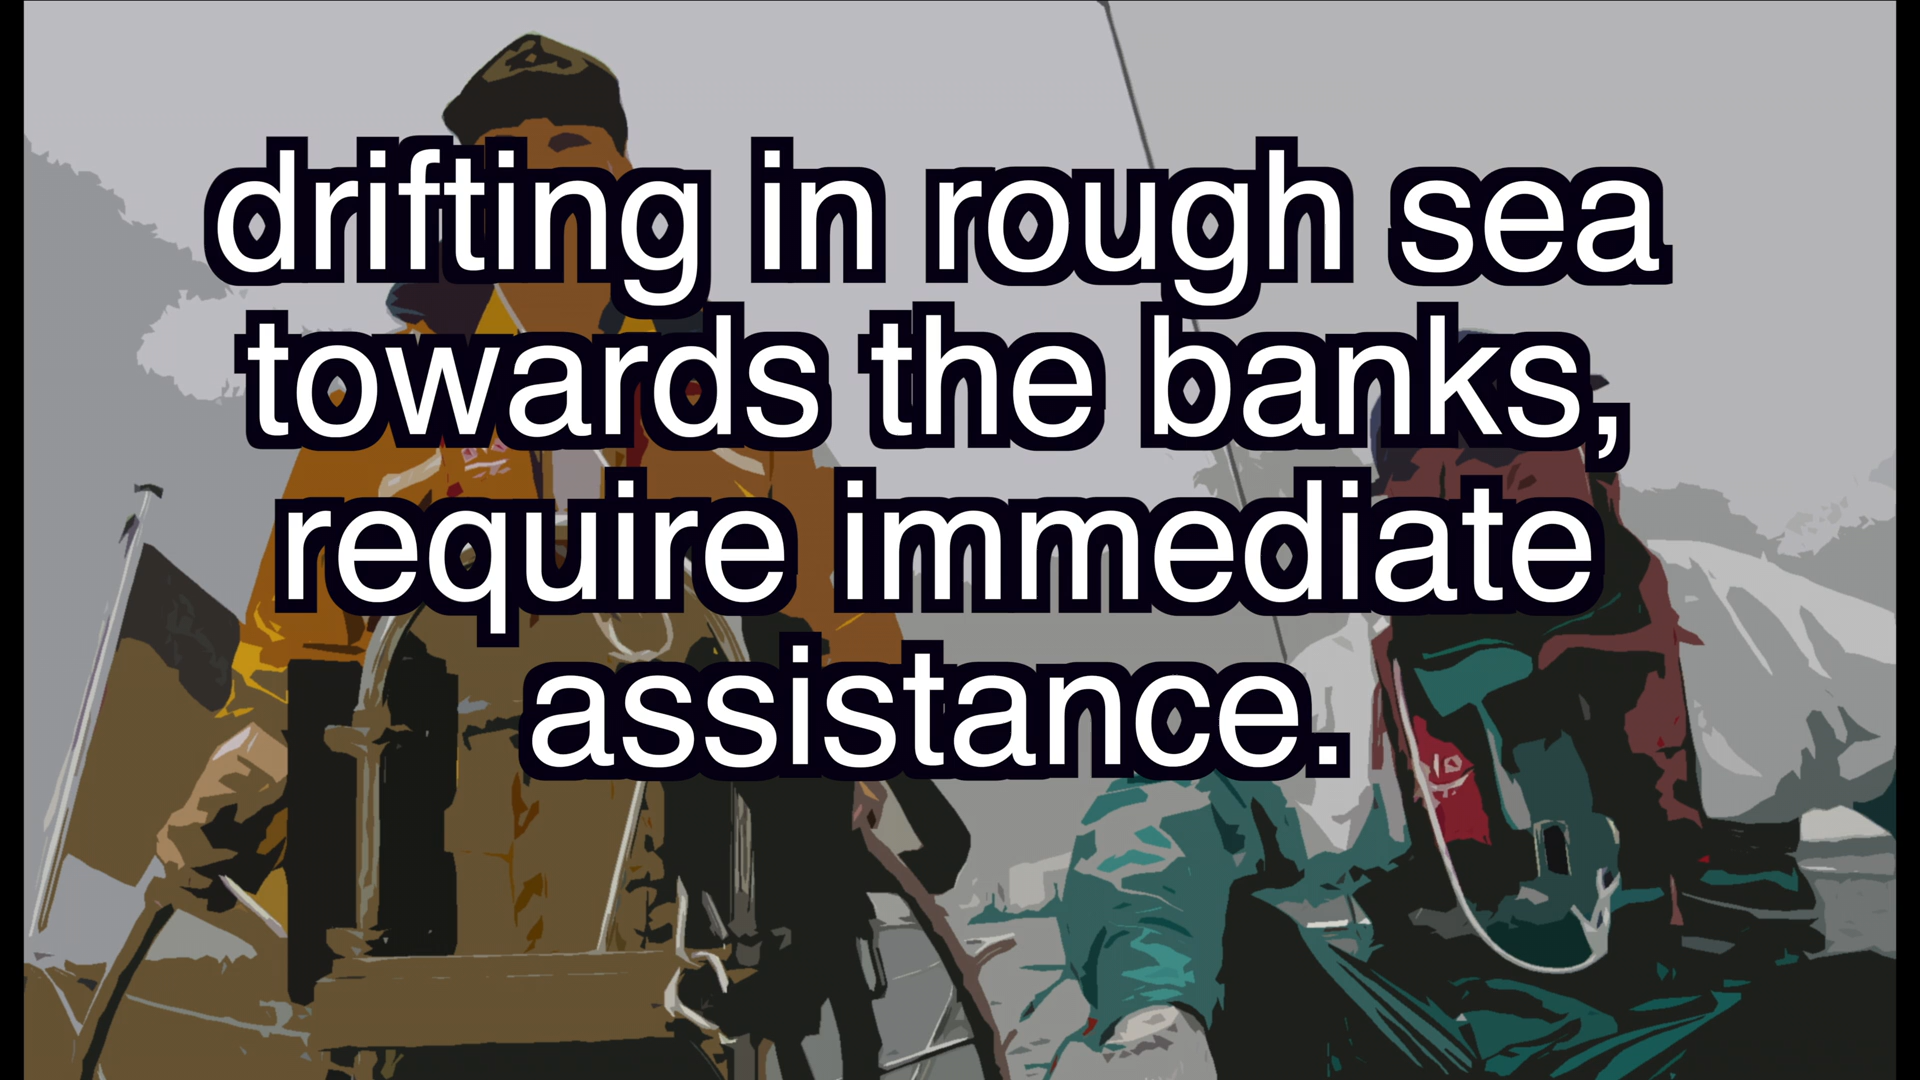 drifting in rough sea
towards the banks,
require immediate
assistance.